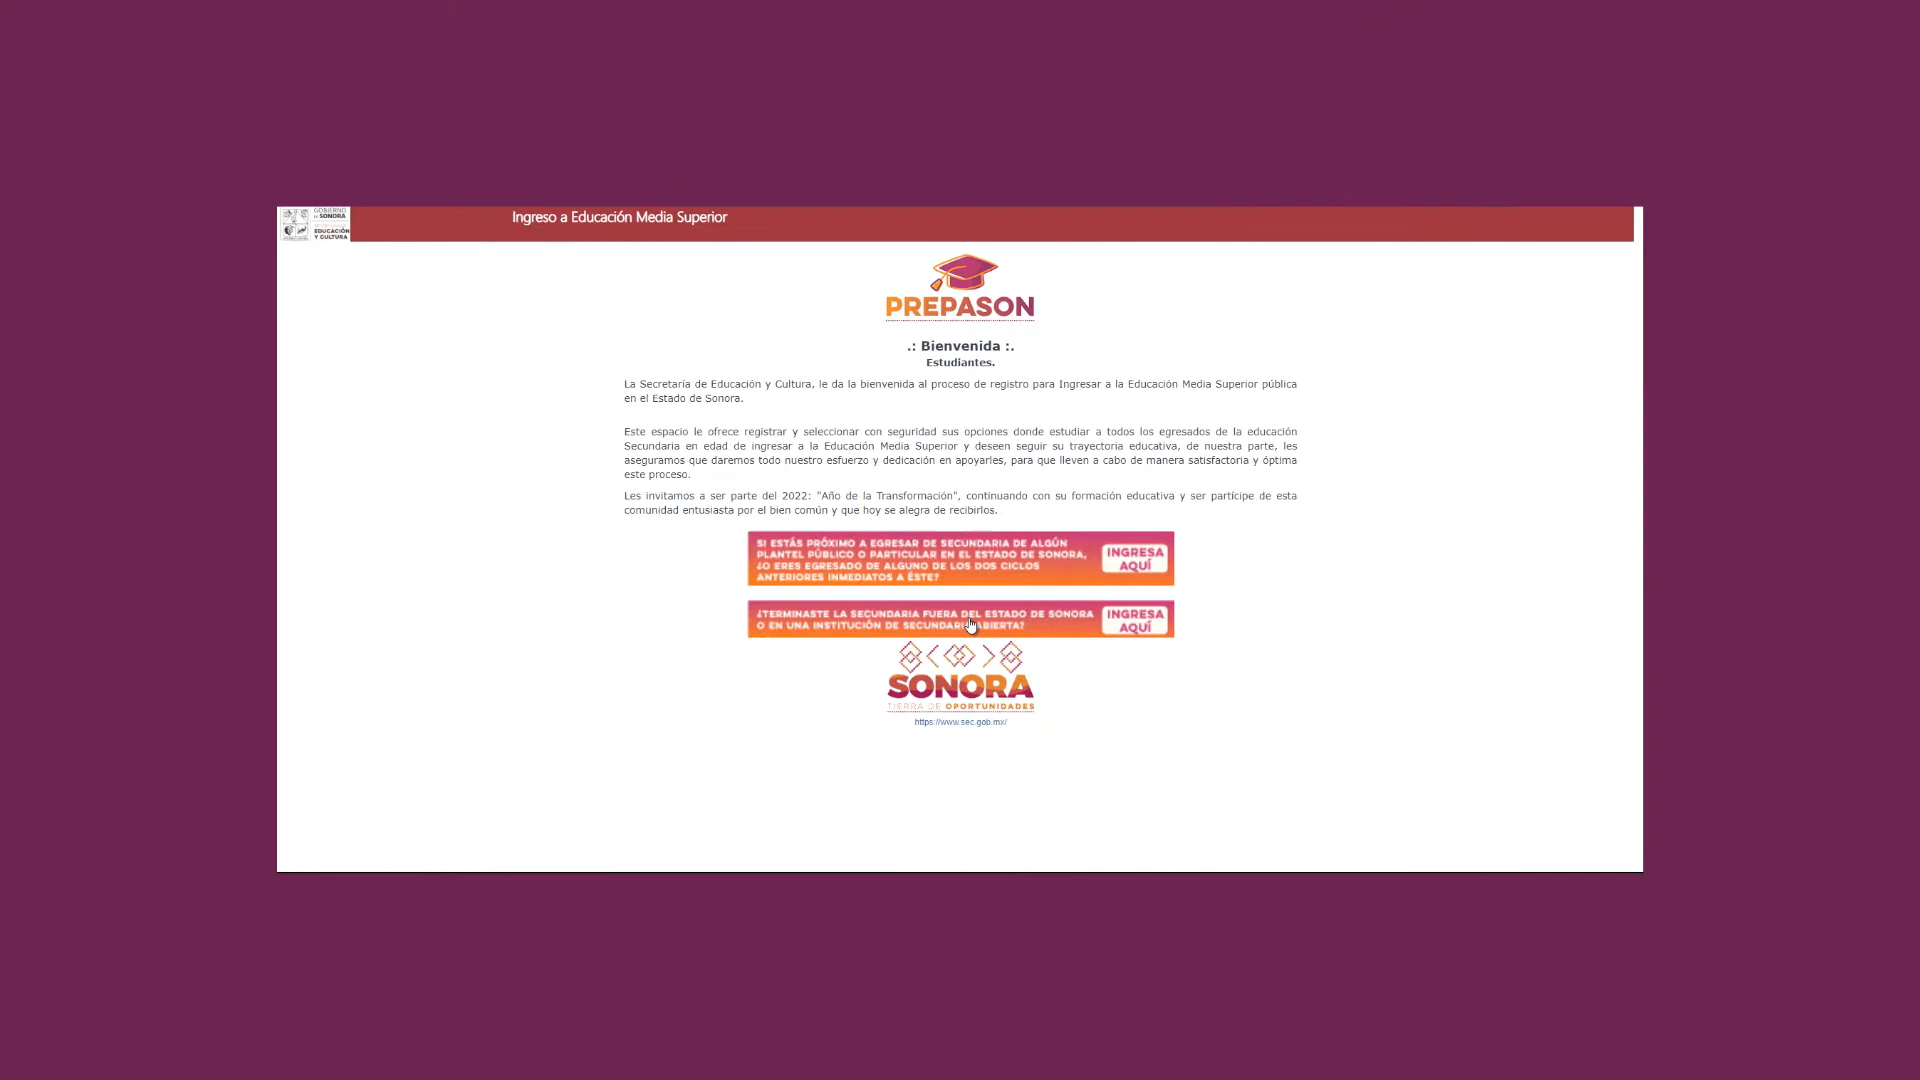 GOBIERNO
DE SONORA
EDUCACIÓN
Y CULTURA
Ingreso a Educación Media Superior
PREPASON
.: Bienvenida :.
Estudiantes.
La Secretaría de Educación y Cultura, le da la bienvenida al proceso de registro para Ingresar a la Educación Media Superior pública
en el Estado de Sonora.
Este espacio le ofrece registrar y seleccionar con seguridad sus opciones donde estudiar a todos los egresados de la educación
Secundaria en edad de ingresar a la Educación Media Superior y deseen seguir su trayectoria educativa, de nuestra parte, les
aseguramos que daremos todo nuestro esfuerzo y dedicación en apoyarles, para que lleven a cabo de manera satisfactoria y óptima
este proceso.
Les invitamos a ser parte del 2022: "Año de la Transformación", continuando con su formación educativa y ser partícipe de esta
comunidad entusiasta por el bien común y que hoy se alegra de recibirlos.
SI ESTÁS PRÓXIMO A EGRESAR DE SECUNDARIA DE ALGÚN
PLANTEL PÚBLICO O PARTICULAR EN EL ESTADO DE SONORA,
¿O ERES EGRESADO DE ALGUNO DE LOS DOS CICLOS
ANTERIORES INMEDIATOS A ÉSTE?
INGRESA
AQUÍ
¿TERMINASTE LA SECUNDARIA FUERA DEL ESTADO DE SONORA
O EN UNA INSTITUCIÓN DE SECUNDARIA ABIERTA?
INGRESA
AQUÍ
SONORA
TIERRA DE OPORTUNIDADES
https://www.sec.gob.mx/